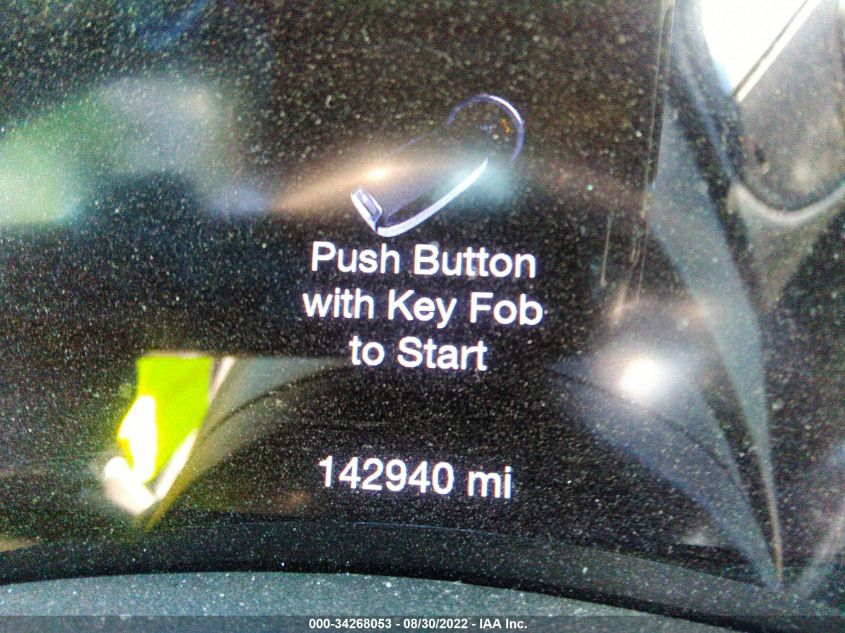 Push Button
with Key Fob
to Start
142940 mi
000-34268053 - 08/30/2022 - IAA Inc.